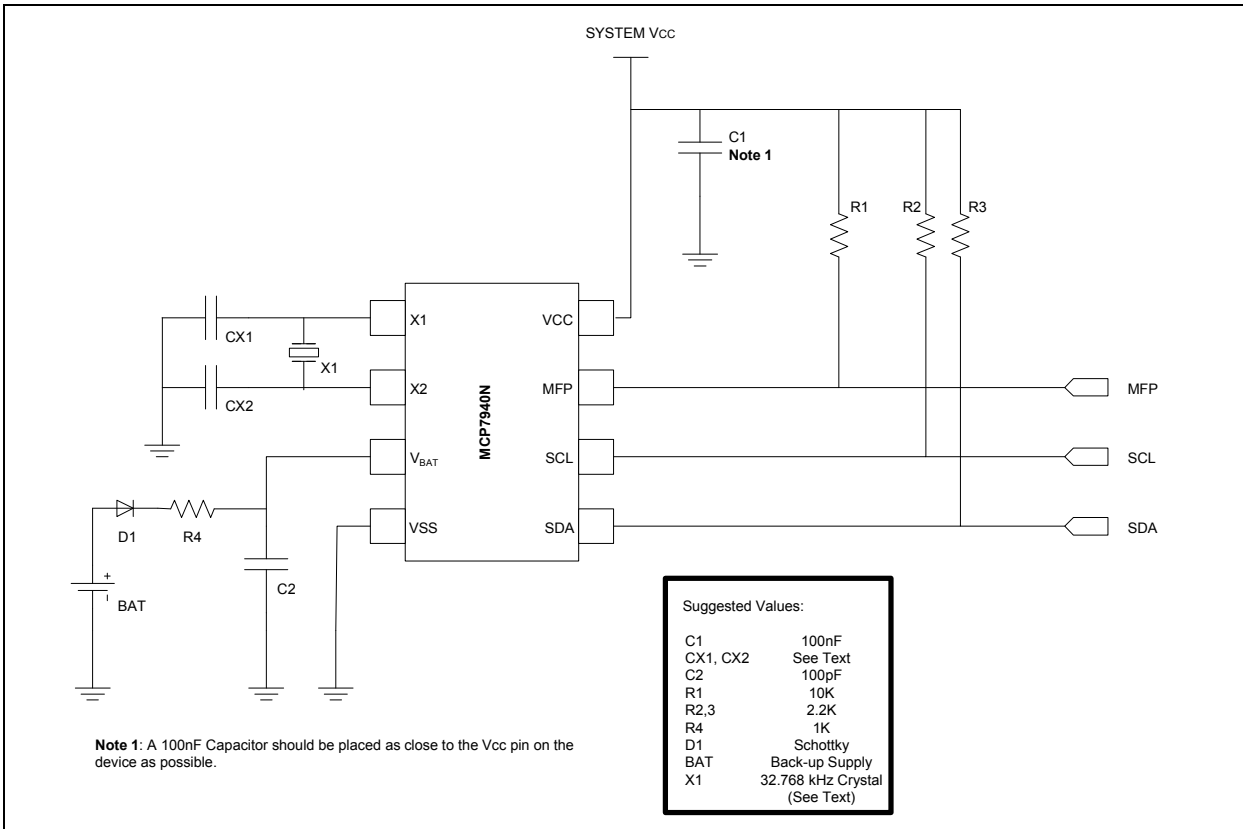 SYSTEM VCC
C1
Note 1
R1
R2
R3
CX1
X1
CX2
X1
X2
VBAT
VSS
MCP7940N
VCC
MFP
SCL
SDA
MFP
SCL
SDA
D1
R4
C2
+
–
BAT
Suggested Values:
C1 100nF
CX1, CX2 See Text
C2 100pF
R1 10K
R2,3 2.2K
R4 1K
D1 Schottky
BAT Back-up Supply
X1 32.768 kHz Crystal
(See Text)
Note 1: A 100nF Capacitor should be placed as close to the Vcc pin on the
device as possible.